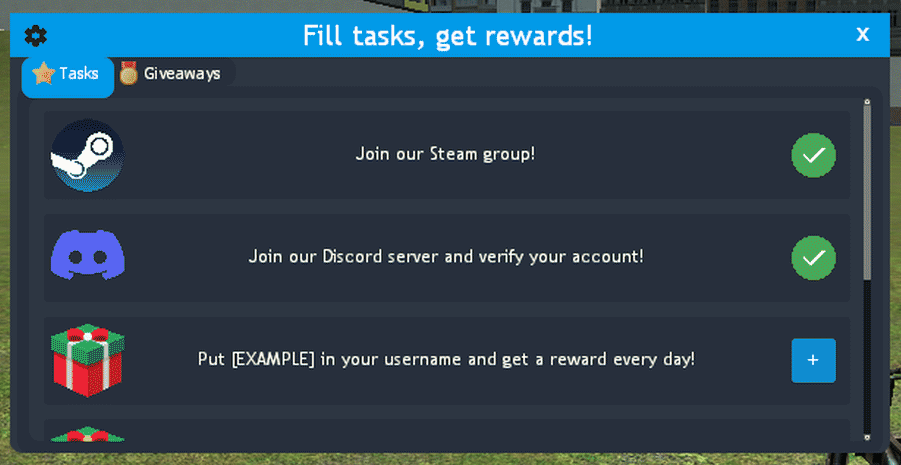 Fill tasks, get rewards!
X
Tasks
Giveaways
Join our Steam group!
Join our Discord server and verify your account!
Put [EXAMPLE] in your username and get a reward every day!
+